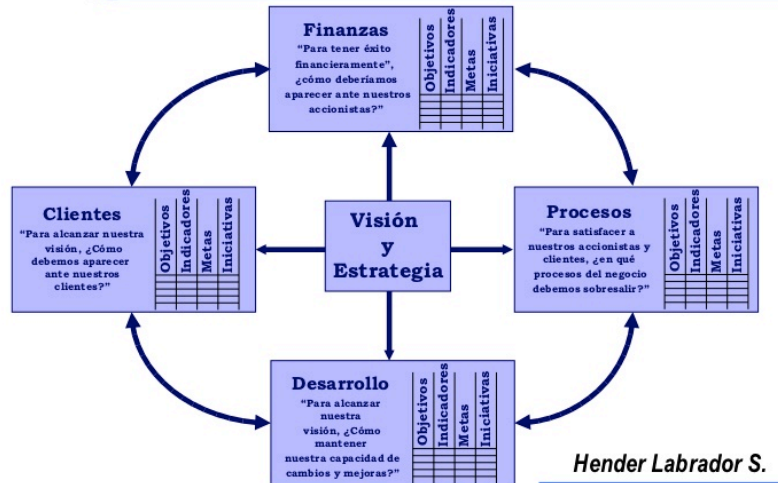 Finanzas
“Para tener éxito
financieramente”,
¿cómo deberíamos
aparecer ante nuestros
accionistas?”
Objetivos
Indicadores
Metas
Iniciativas
Clientes
“Para alcanzar nuestra
visión, ¿Cómo
debemos aparecer
ante nuestros
clientes?”
Objetivos
Indicadores
Metas
Iniciativas
Visión
y
Estrategia
Procesos
“Para satisfacer a
nuestros accionistas y
clientes, ¿en qué
procesos del negocio
debemos sobresalir?”
Objetivos
Indicadores
Metas
Iniciativas
Desarrollo
“Para alcanzar
nuestra
visión, ¿Cómo
mantener
nuestra capacidad de
cambios y mejoras?”
Objetivos
Indicadores
Metas
Iniciativas
Hender Labrador S.